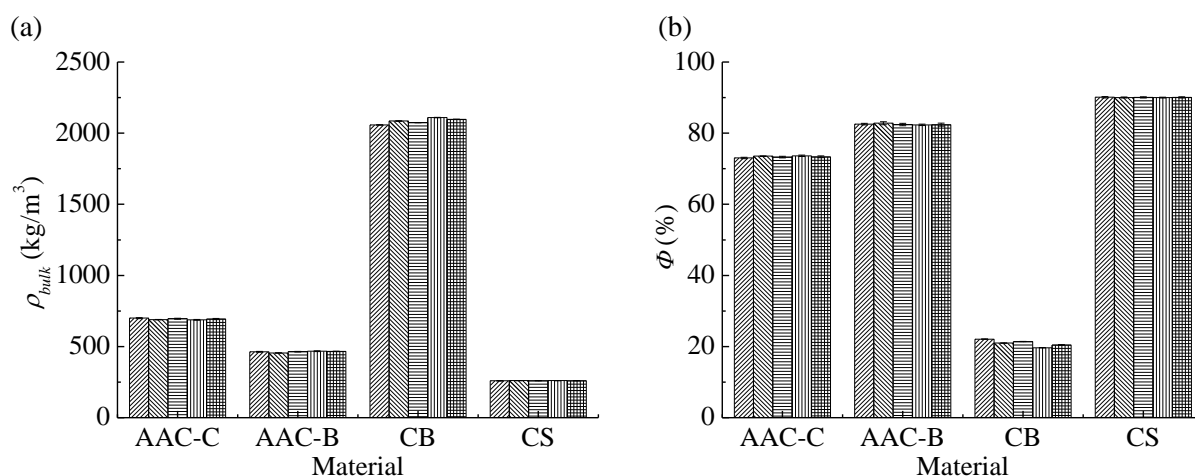 (a)
2500
2000
1500
1000
500
0
ρbulk (kg/m³)
AAC-C AAC-B CB CS
Material
(b)
100
80
60
40
20
0
Φ (%)
AAC-C AAC-B CB CS
Material